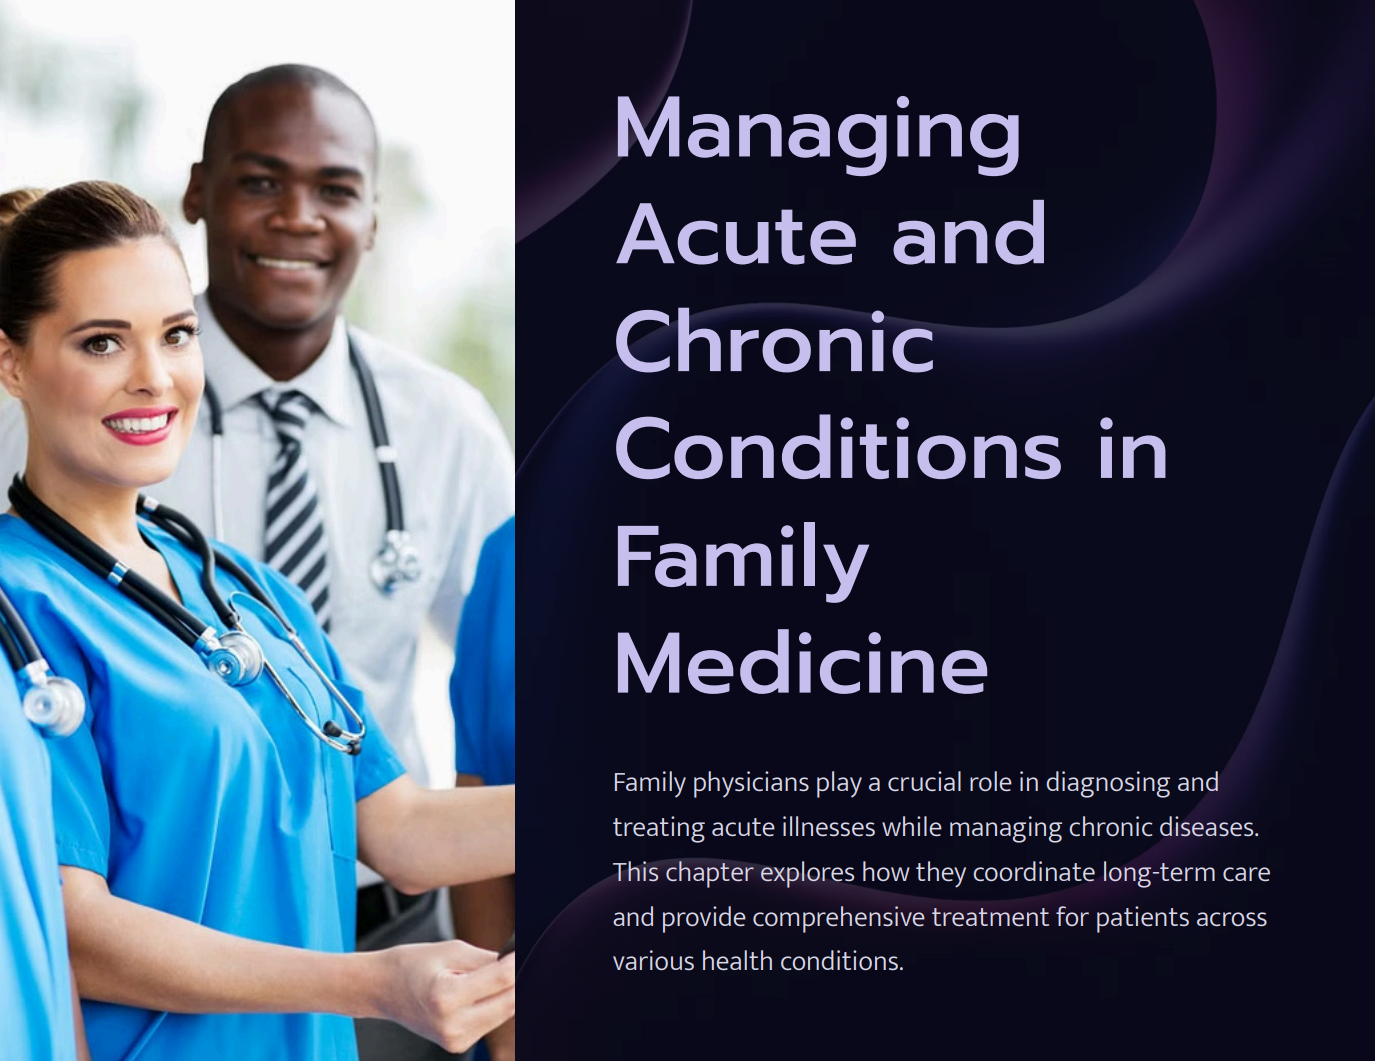 Managing
Acute and
Chronic
Conditions in
Family
Medicine
Family physicians play a crucial role in diagnosing and
treating acute illnesses while managing chronic diseases.
This chapter explores how they coordinate long-term care
and provide comprehensive treatment for patients across
various health conditions.